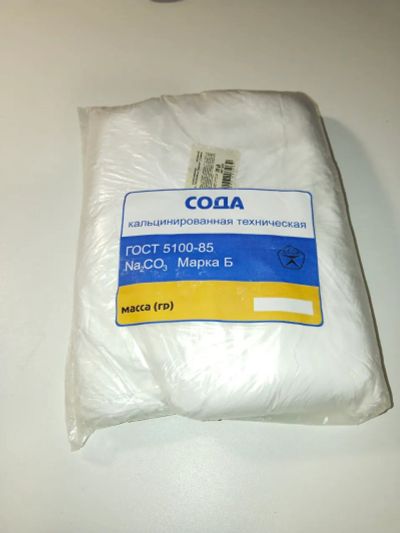 СОДА
кальцинированная техническая
ГОСТ 5100-85
Na₂CO₃ Марка Б
масса (гр)